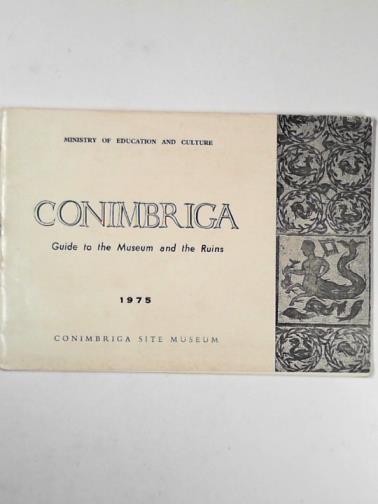 MINISTRY OF EDUCATION AND CULTURE
CONIMBRIGA
Guide to the Museum and the Ruins
1975
CONIMBRIGA SITE MUSEUM